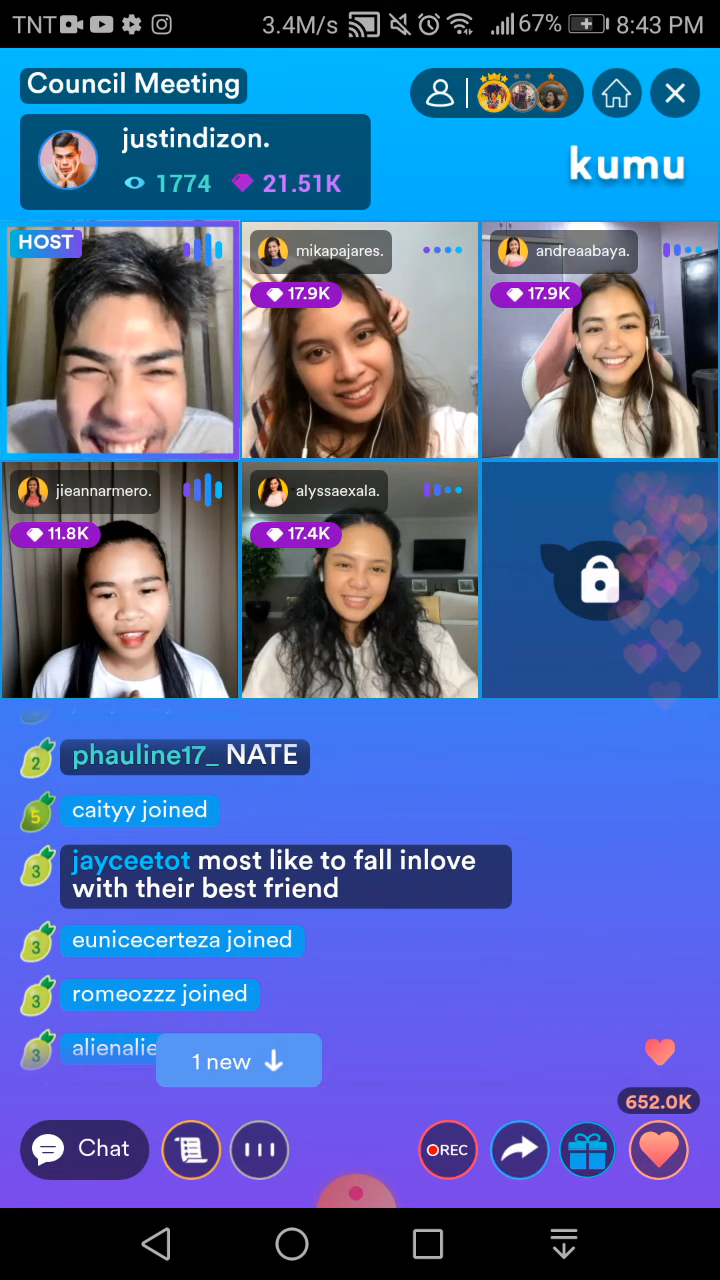 TNT 3.4M/s 67% 8:43 PM
Council Meeting
justindizon.
1774 21.51K
kumu
HOST
mikapajares.
17.9K
andreaabaya.
17.9K
jieannarmero.
11.8K
alyssaexala.
17.4K
2 phauline17_ NATE
5 caityy joined
3 jayceetot most like to fall inlove
with their best friend
3 eunicecerteza joined
3 romeozzz joined
3 alienalie
1 new
652.0K
Chat
REC